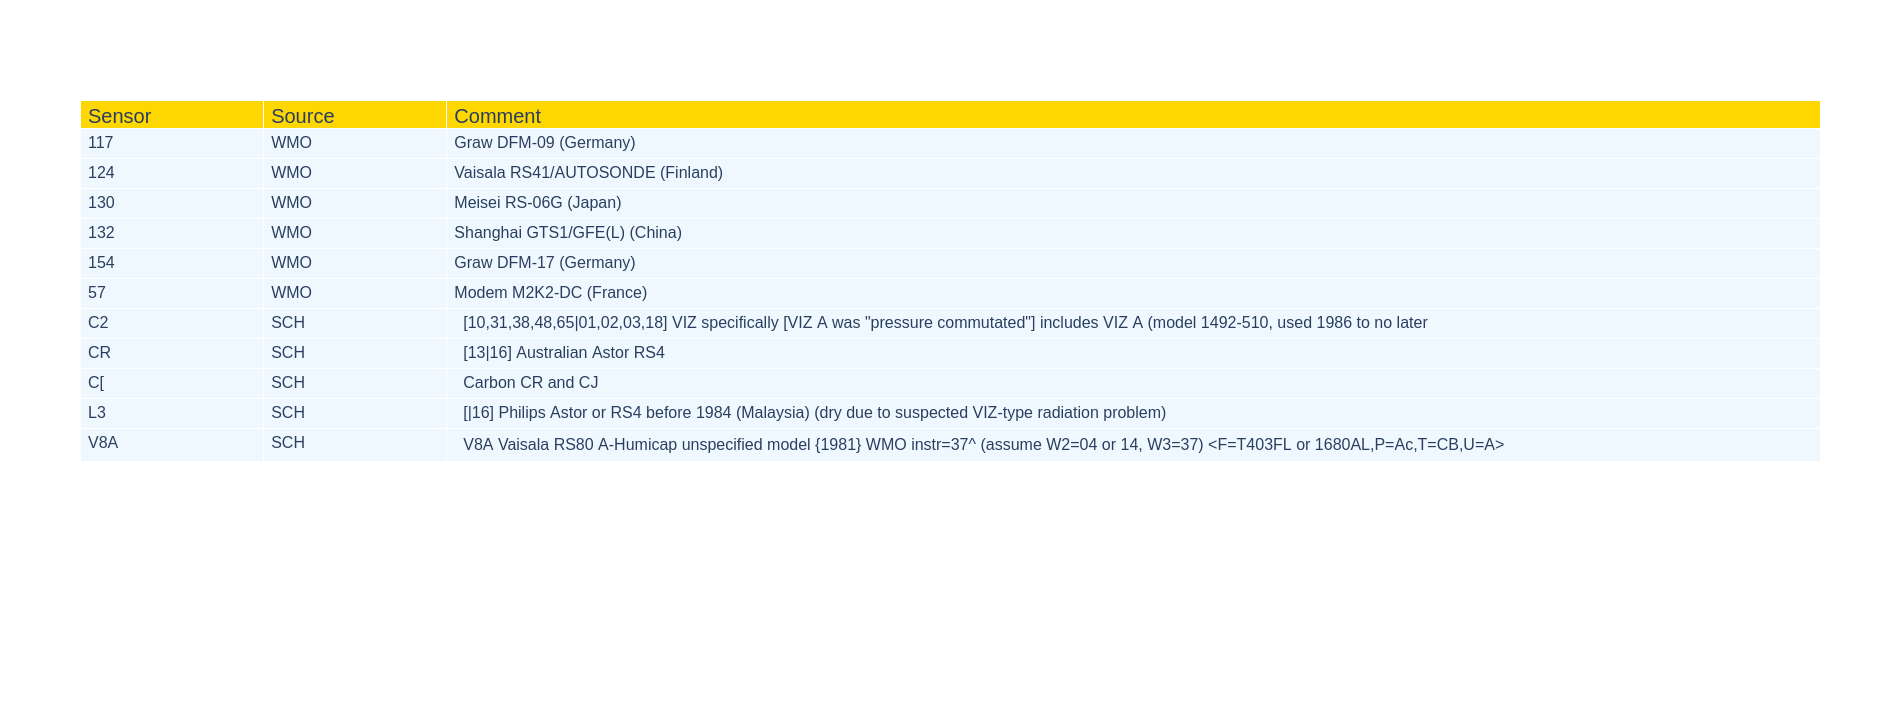 Sensor Source Comment
117 WMO Graw DFM-09 (Germany)
124 WMO Vaisala RS41/AUTOSONDE (Finland)
130 WMO Meisei RS-06G (Japan)
132 WMO Shanghai GTS1/GFE(L) (China)
154 WMO Graw DFM-17 (Germany)
57 WMO Modem M2K2-DC (France)
C2 SCH [10,31,38,48,65|01,02,03,18] VIZ specifically [VIZ A was "pressure commutated"] includes VIZ A (model 1492-510, used 1986 to no later
CR SCH [13|16] Australian Astor RS4
C[ SCH Carbon CR and CJ
L3 SCH [|16] Philips Astor or RS4 before 1984 (Malaysia) (dry due to suspected VIZ-type radiation problem)
V8A SCH V8A Vaisala RS80 A-Humicap unspecified model {1981} WMO instr=37^ (assume W2=04 or 14, W3=37) <F=T403FL or 1680AL,P=Ac,T=CB,U=A>